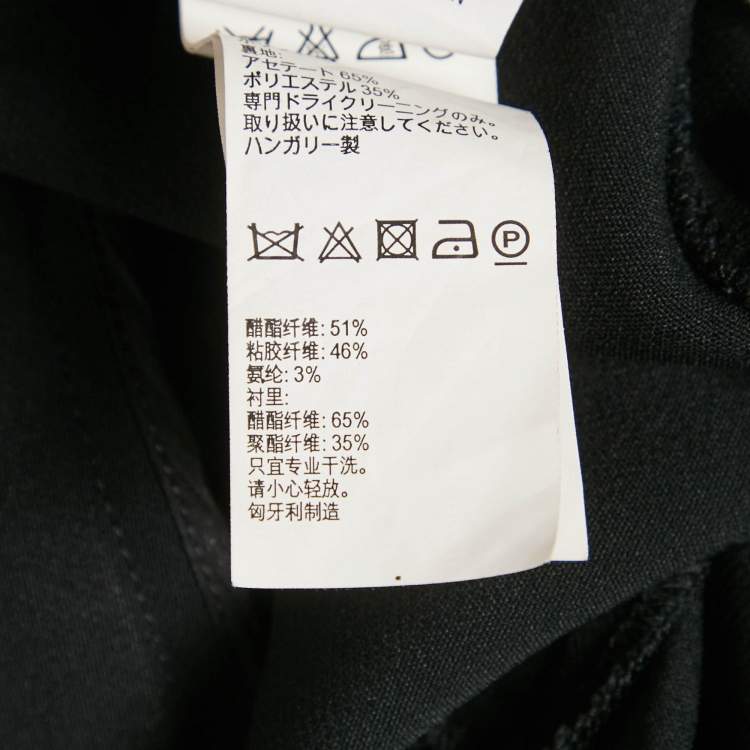 裏地:
アセテート 65%
ポリエステル 35%
専門ドライクリーニングのみ。
取り扱いに注意してください。
ハンガリー製
P
醋酯纤维: 51%
粘胶纤维: 46%
氨纶: 3%
衬里:
醋酯纤维: 65%
聚酯纤维: 35%
只宜专业干洗。
请小心轻放。
匈牙利制造